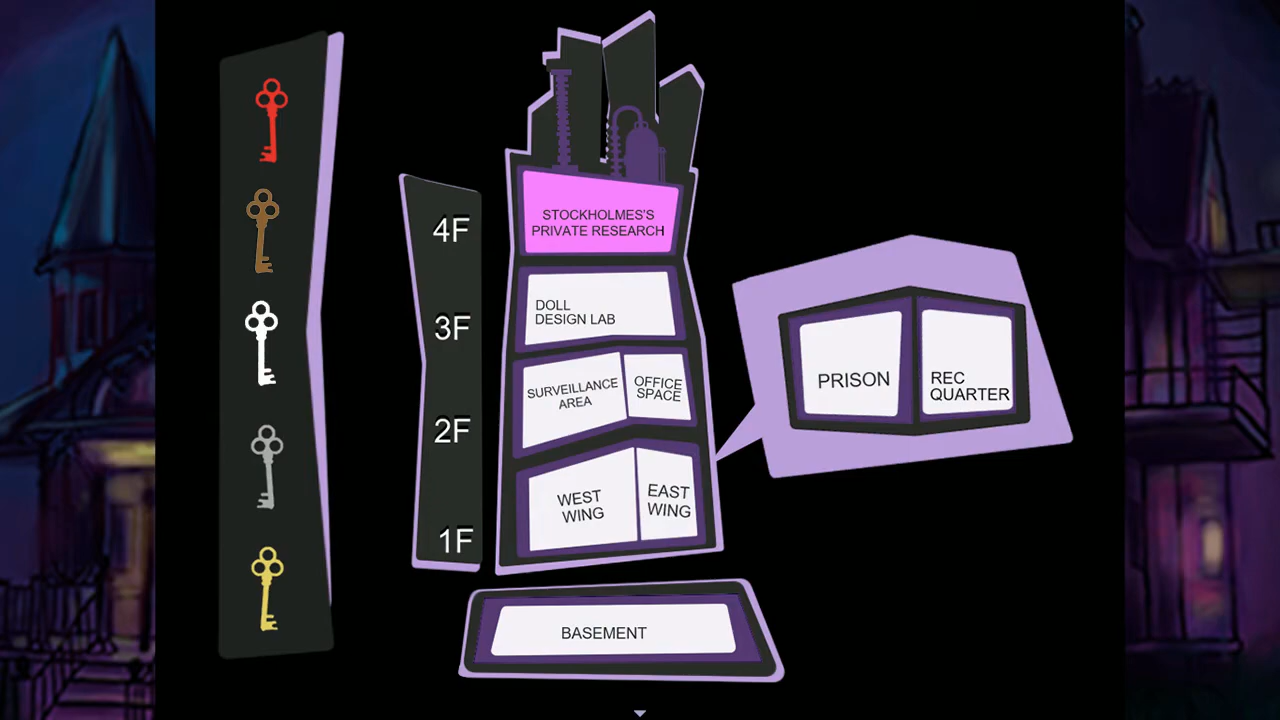 4F
STOCKHOLMES'S
PRIVATE RESEARCH
3F
DOLL
DESIGN LAB
2F
SURVEILLANCE
AREA
OFFICE
SPACE
1F
WEST
WING
EAST
WING
PRISON
REC
QUARTER
BASEMENT